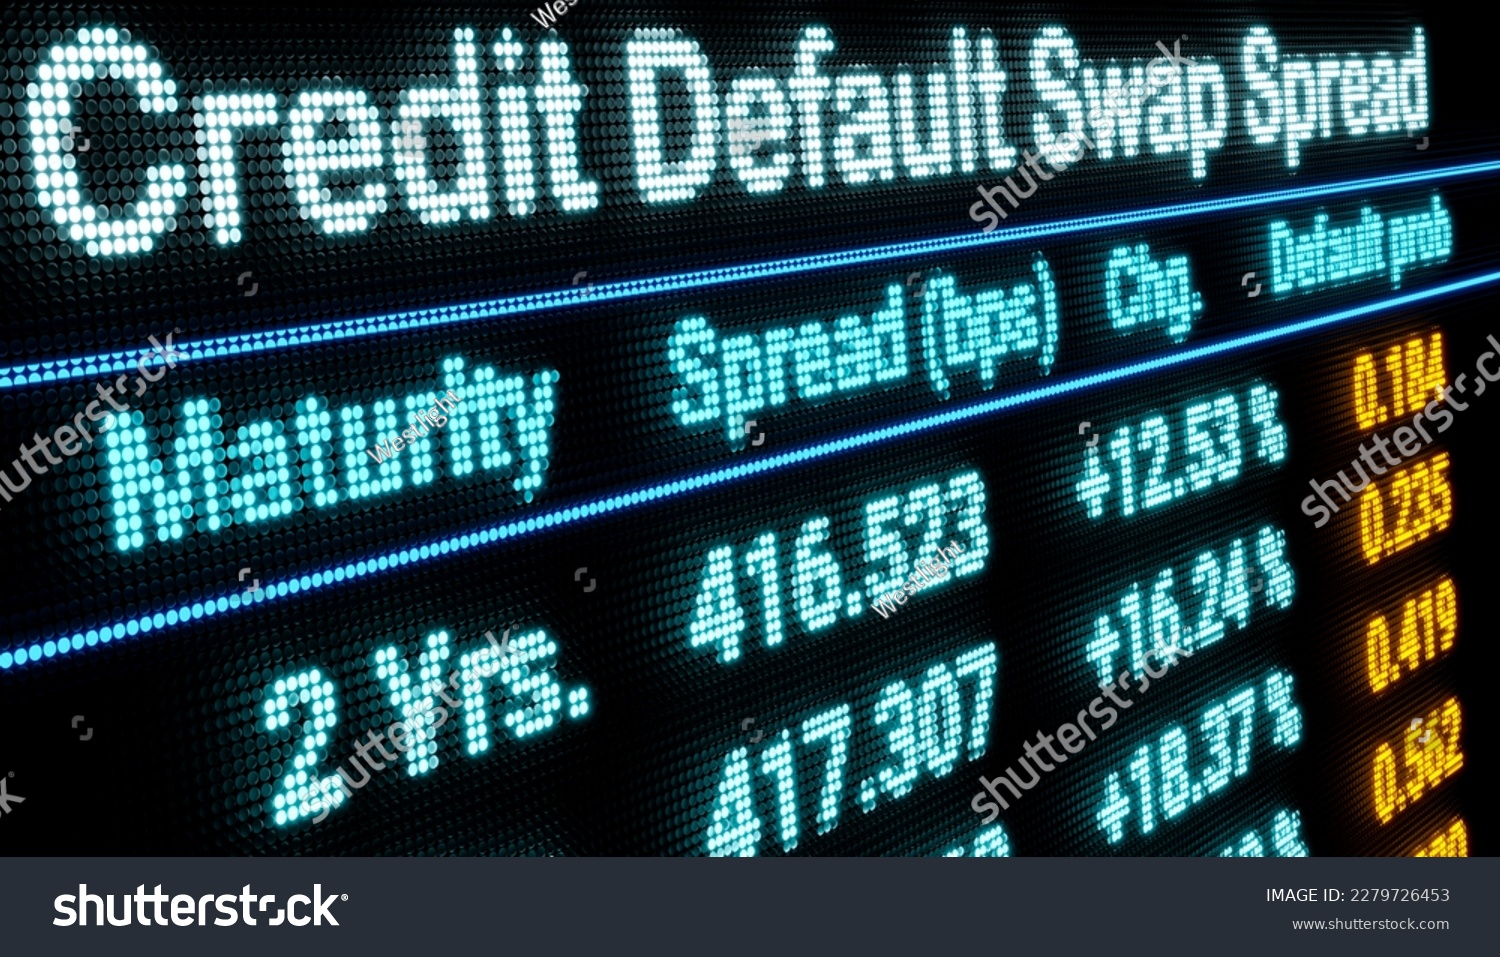 Credit Default Swap Spread
Maturity Spread (bps) Chg. Default prob
2 Yrs. 416.523 +12.53 % 0.184
417.307 +16.24 % 0.235
+18.37 % 0.419
0.562
shutterstock
IMAGE ID: 2279726453
www.shutterstock.com
Westlight